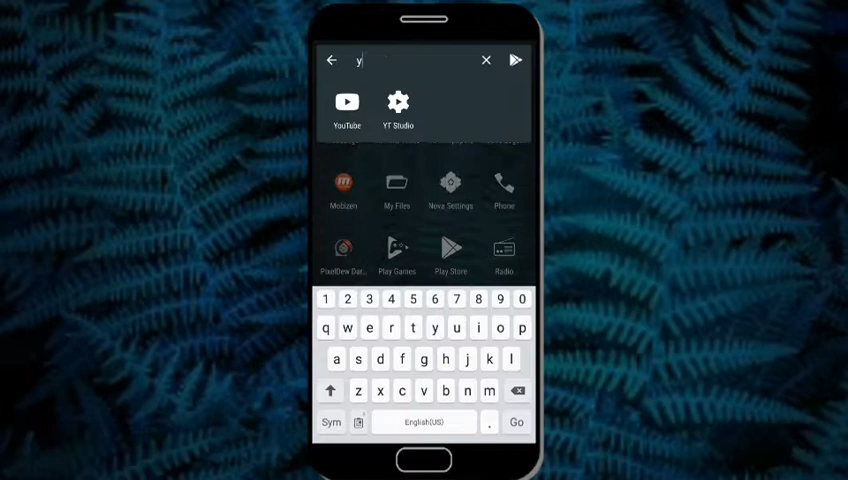 y
YouTube YT Studio
Mobizen My Files Nova Settings Phone
PixelDew Dar... Play Games Play Store Radio
1 2 3 4 5 6 7 8 9 0
q w e r t y u i o p
a s d f g h j k l
z x c v b n m
Sym English(US) . Go